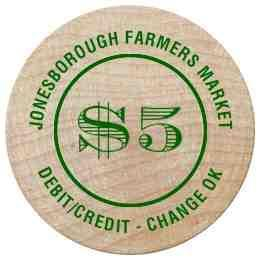 JONESBOROUGH FARMERS MARKET
$5
DEBIT/CREDIT - CHANGE OK